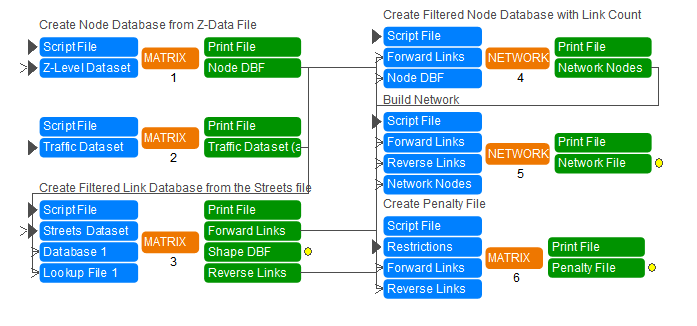 Create Node Database from Z-Data File
Script File
Z-Level Dataset
MATRIX
1
Print File
Node DBF
Script File
Traffic Dataset
MATRIX
2
Print File
Traffic Dataset (a
Create Filtered Link Database from the Streets file
Script File
Streets Dataset
Database 1
Lookup File 1
MATRIX
3
Print File
Forward Links
Shape DBF
Reverse Links
Create Filtered Node Database with Link Count
Script File
Forward Links
Node DBF
NETWORK
4
Print File
Network Nodes
Build Network
Script File
Forward Links
Reverse Links
Network Nodes
NETWORK
5
Print File
Network File
Create Penalty File
Script File
Restrictions
Forward Links
Reverse Links
MATRIX
6
Print File
Penalty File